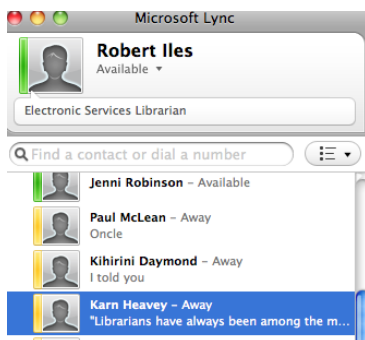 Microsoft Lync
Robert Iles
Available
Electronic Services Librarian
Find a contact or dial a number
Jenni Robinson – Available
Paul McLean – Away
Oncle
Kihirini Daymond – Away
I told you
Karn Heavey – Away
"Librarians have always been among the m...